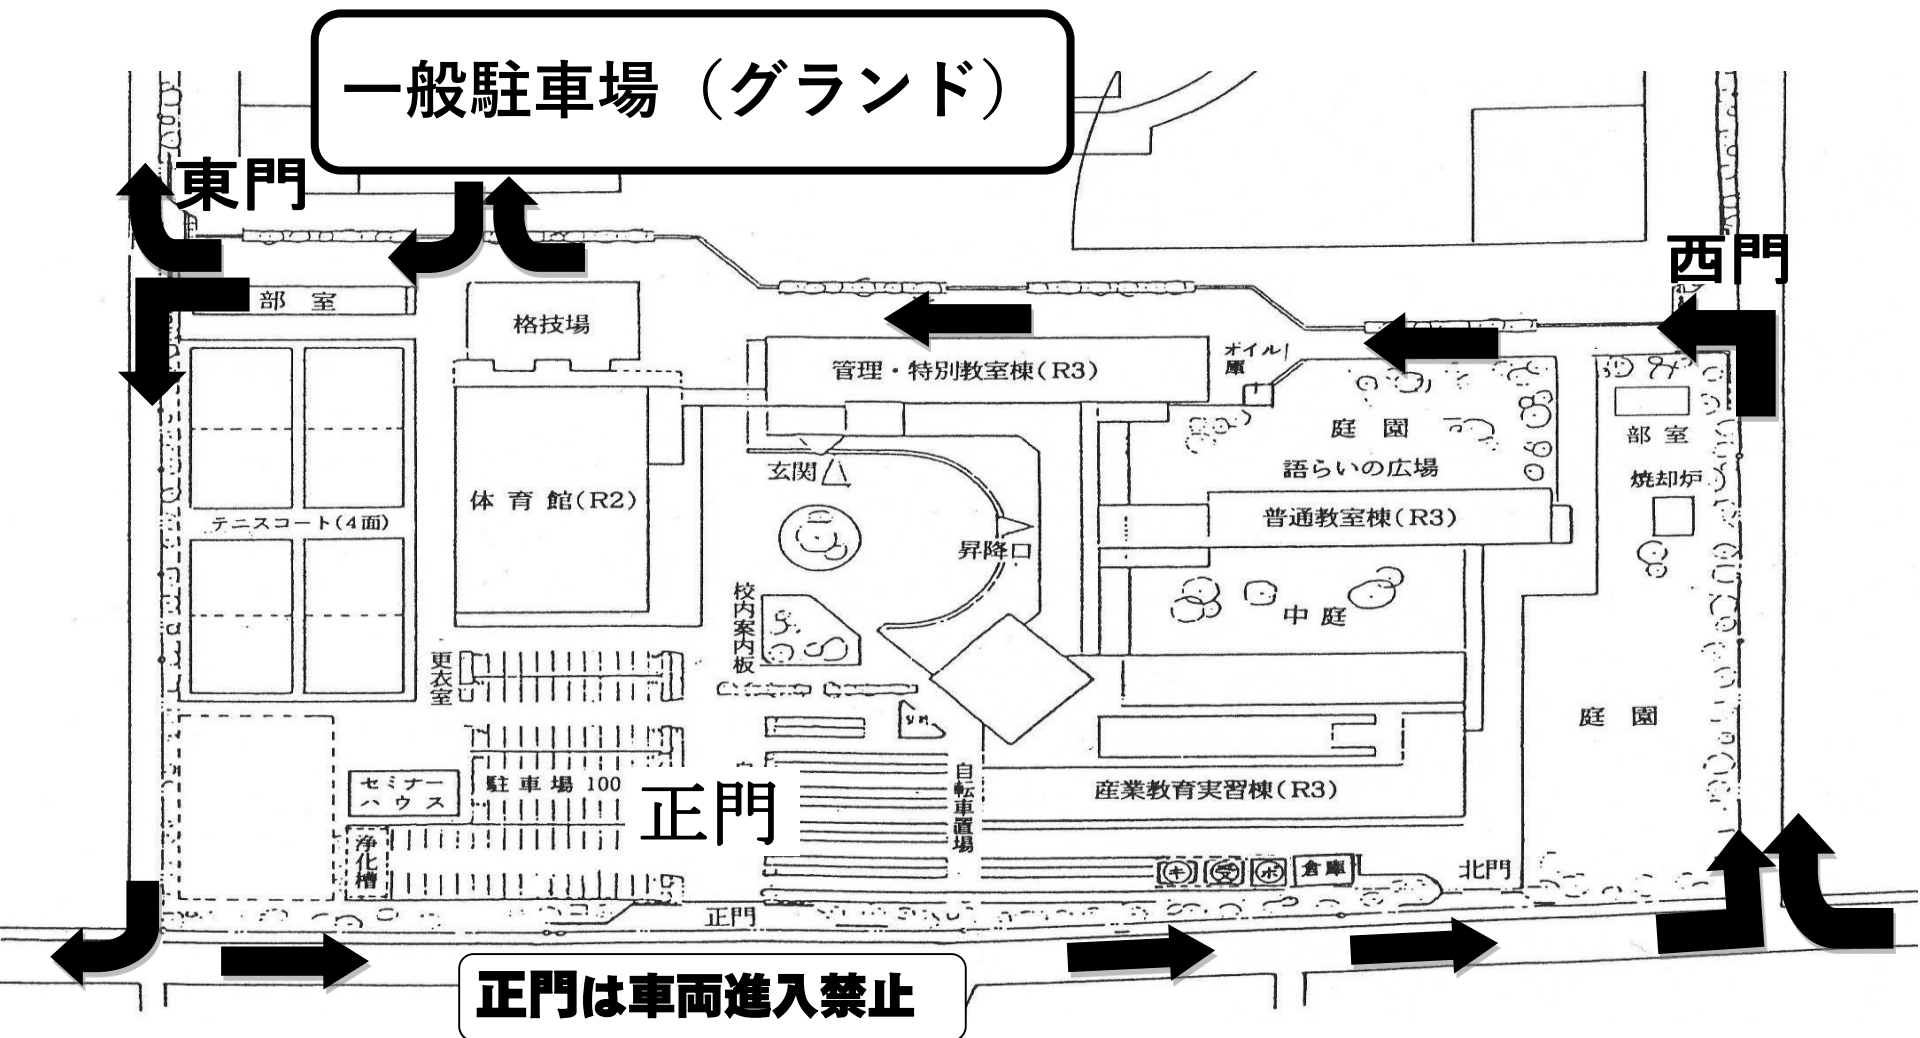 一般駐車場（グランド）
東門
西門
部　室
格技場
オイル
庫
管理・特別教室棟(R3)
庭　園
語らいの広場
部 室
焼却炉
玄関
体 育 館(R2)
テニスコート(4面)
普通教室棟(R3)
昇降口
校内案内板
中 庭
更衣室
庭　園
セミナー
ハウス
駐 車 場 100
正門
自転車置場
産業教育実習棟(R3)
浄化槽
キ
受
ボ
倉庫
北門
正門
正門は車両進入禁止